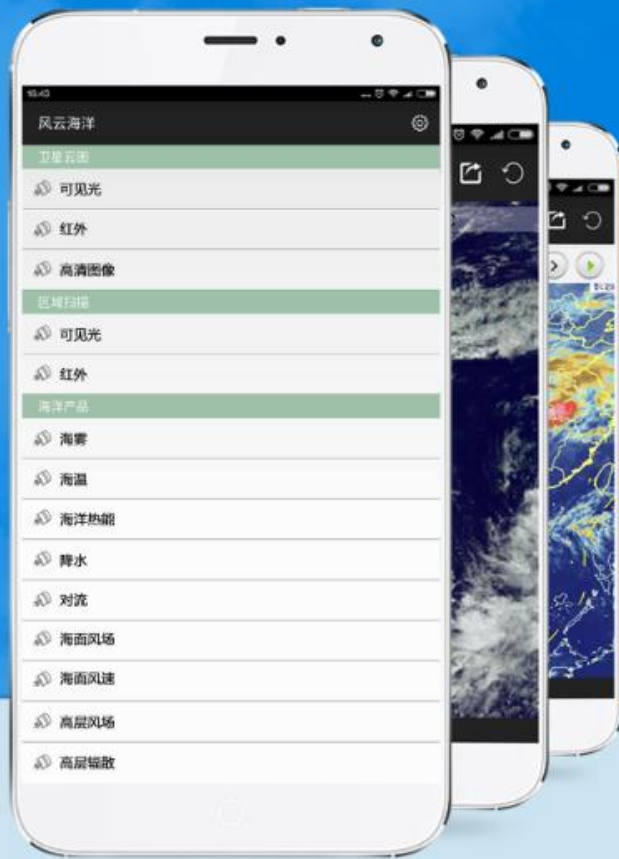 16:43
风云海洋
卫星云图
可见光
红外
高清图像
区域扫描
可见光
红外
海洋产品
海雾
海温
海洋热能
降水
对流
海面风场
海面风速
高层风场
高层辐散